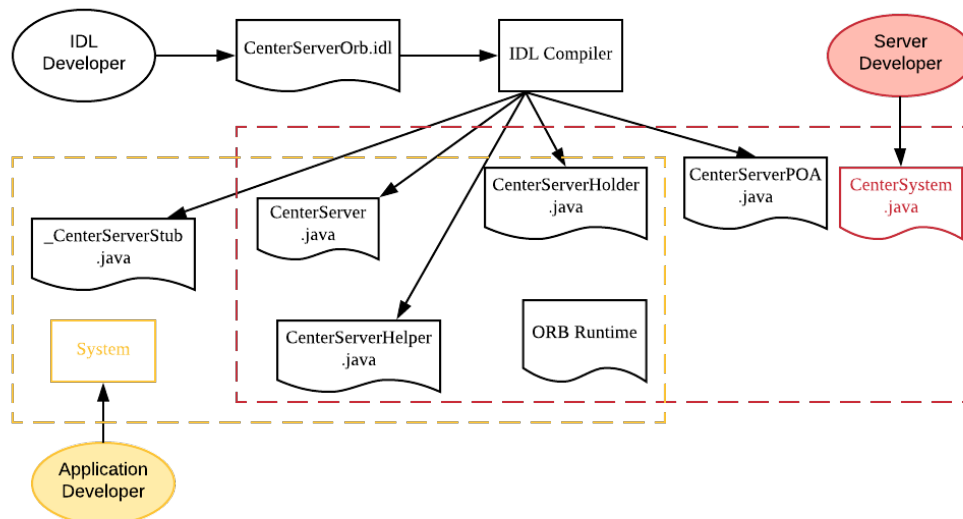 IDL
Developer
CenterServerOrb.idl
IDL Compiler
Server
Developer
_CenterServerStub
.java
CenterServer
.java
CenterServerHolder
.java
CenterServerPOA
.java
CenterSystem
.java
System
CenterServerHelper
.java
ORB Runtime
Application
Developer